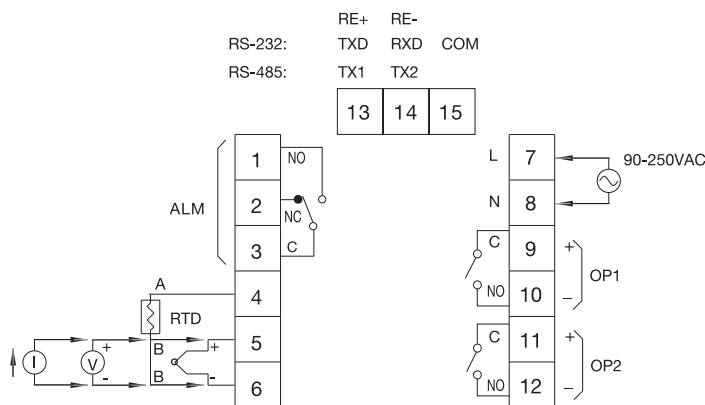 RE+ RE-
RS-232: TXD RXD COM
RS-485: TX1 TX2
13 14 15
1 NO
ALM 2 NC
3 C
A 4
RTD
I V + - B B + - 5
6
L 7 90-250VAC
N 8
C 9 +
OP1
NO 10 -
C 11 +
OP2
NO 12 -